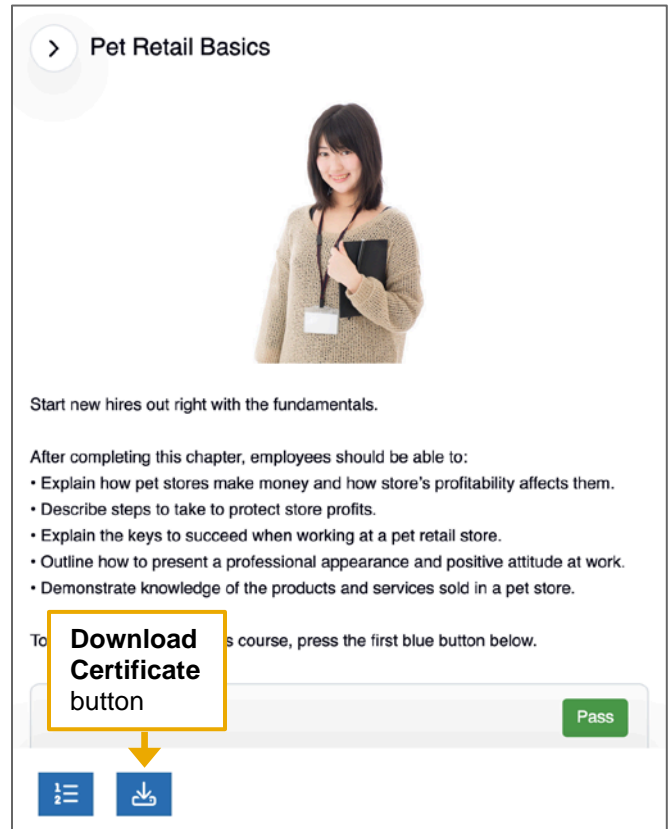 Pet Retail Basics
Start new hires out right with the fundamentals.
After completing this chapter, employees should be able to:
• Explain how pet stores make money and how store's profitability affects them.
• Describe steps to take to protect store profits.
• Explain the keys to succeed when working at a pet retail store.
• Outline how to present a professional appearance and positive attitude at work.
• Demonstrate knowledge of the products and services sold in a pet store.
To s course, press the first blue button below.
Download
Certificate
button
Pass
1
2